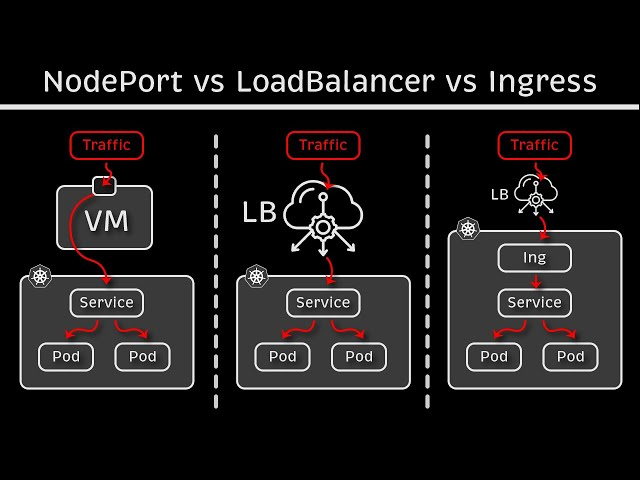 NodePort vs LoadBalancer vs Ingress
Traffic
VM
Service
Pod
Pod
Traffic
LB
Service
Pod
Pod
Traffic
LB
Ing
Service
Pod
Pod